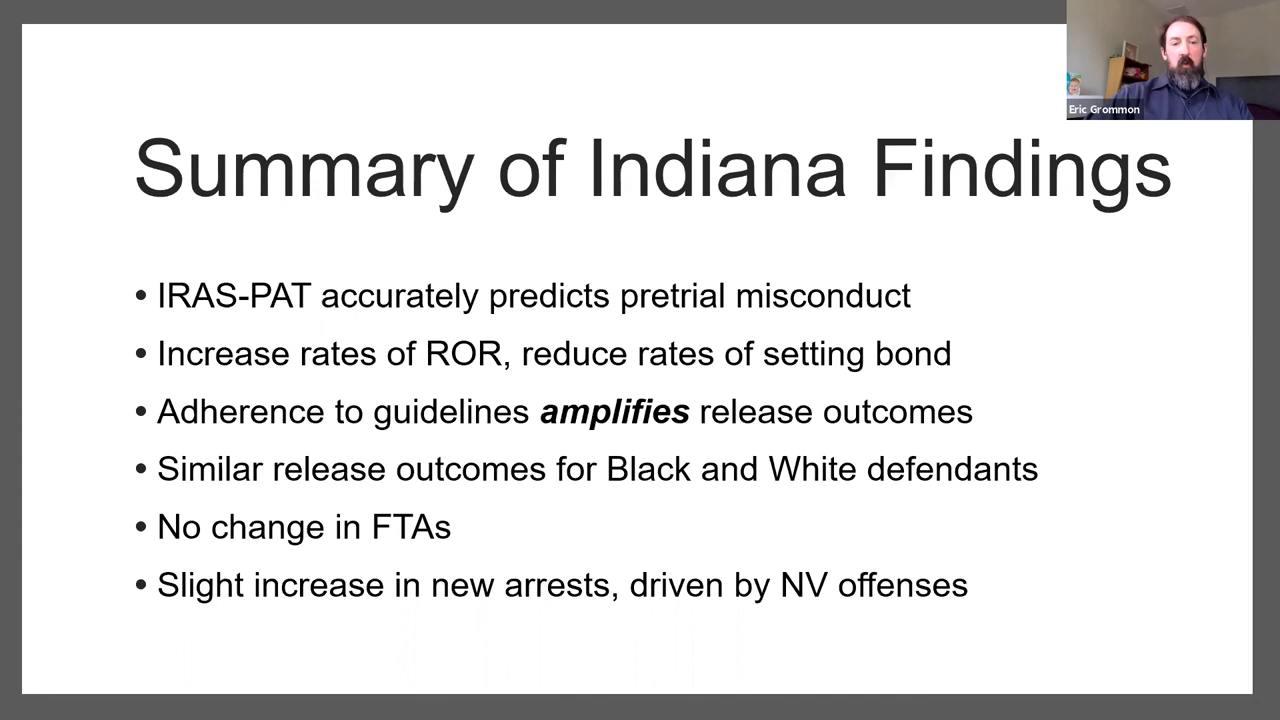 Eric Grommon
Summary of Indiana Findings
• IRAS-PAT accurately predicts pretrial misconduct
• Increase rates of ROR, reduce rates of setting bond
• Adherence to guidelines amplifies release outcomes
• Similar release outcomes for Black and White defendants
• No change in FTAs
• Slight increase in new arrests, driven by NV offenses